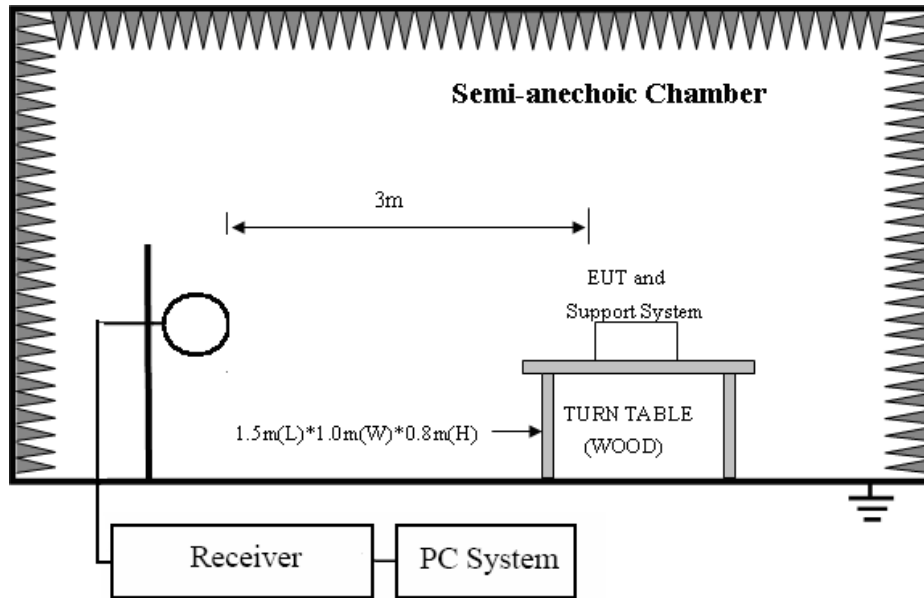 Semi-anechoic Chamber
3m
EUT and
Support System
1.5m(L)*1.0m(W)*0.8m(H)
TURN TABLE
(WOOD)
Receiver
PC System